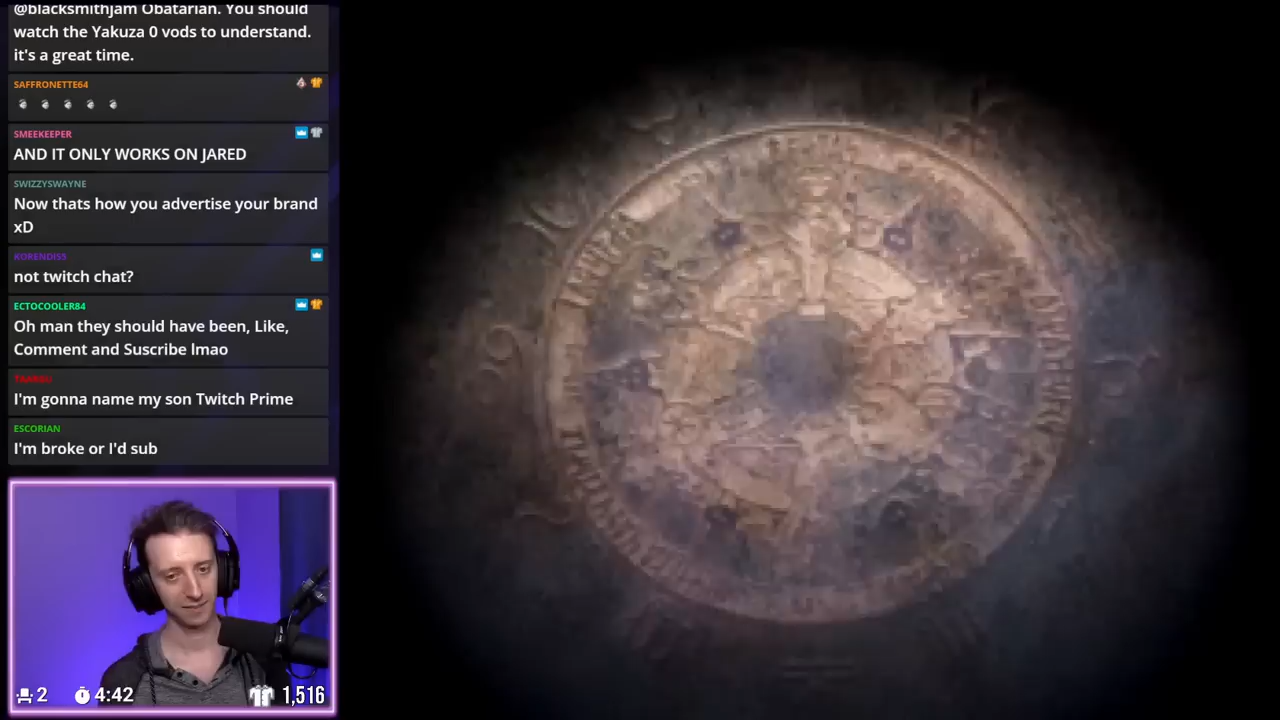 @blacksmithjam Obatarian. You should
watch the Yakuza 0 vods to understand.
it's a great time.
SAFFRONETTE64
SMEEKEEPER
AND IT ONLY WORKS ON JARED
SWIZZYSWAYNE
Now thats how you advertise your brand
xD
not twitch chat?
ECTOCOOLER84
Oh man they should have been, Like,
Comment and Suscribe lmao
I'm gonna name my son Twitch Prime
ESCORIAN
I'm broke or I'd sub
2 4:42 1,516